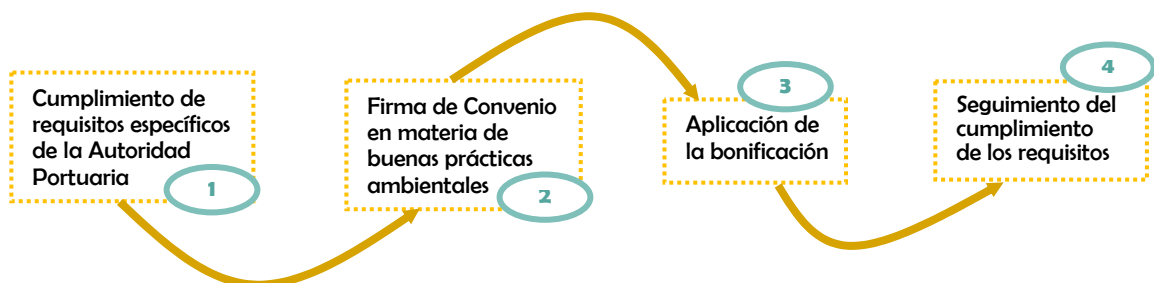 Cumplimiento de
requisitos específicos
de la Autoridad
Portuaria
1
Firma de Convenio
en materia de
buenas prácticas
ambientales
2
3
Aplicación de
la bonificación
4
Seguimiento del
cumplimiento
de los requisitos